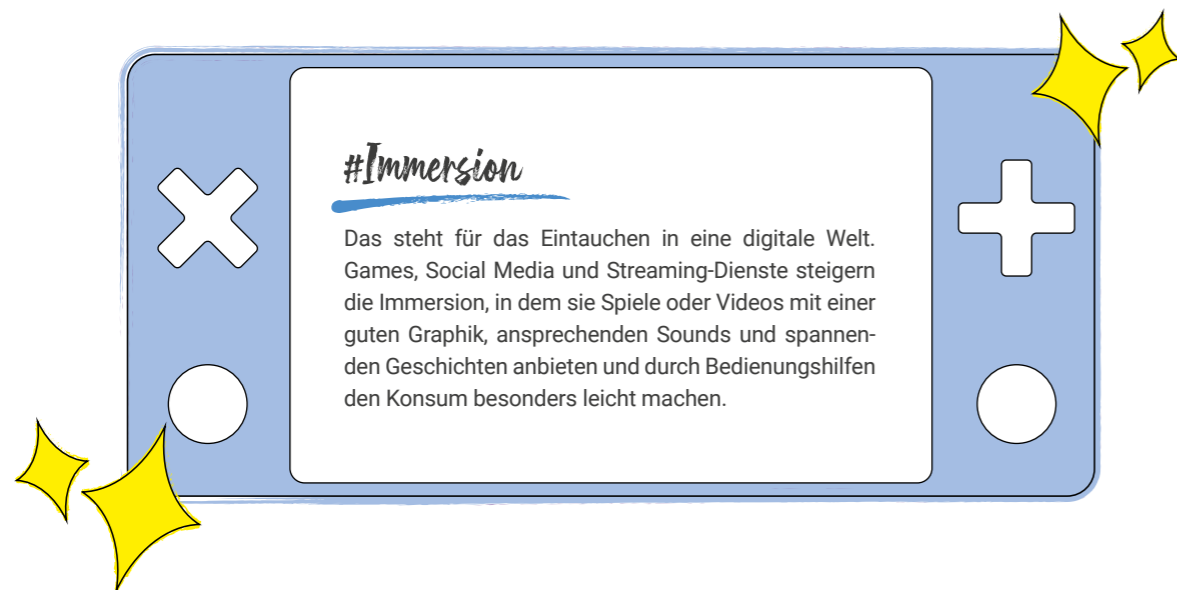 #Immersion
Das steht für das Eintauchen in eine digitale Welt.
Games, Social Media und Streaming-Dienste steigern
die Immersion, in dem sie Spiele oder Videos mit einer
guten Graphik, ansprechenden Sounds und spannen-
den Geschichten anbieten und durch Bedienungshilfen
den Konsum besonders leicht machen.